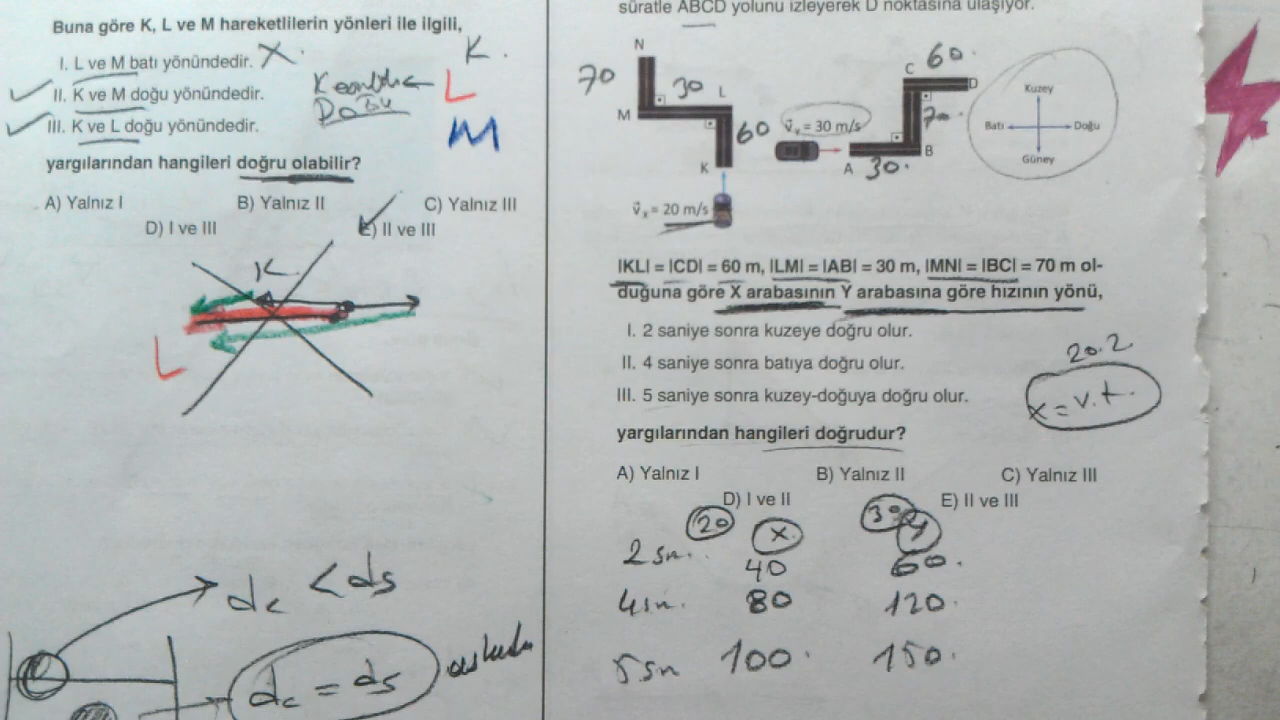 Buna göre K, L ve M hareketlilerin yönleri ile ilgili,
I. L ve M batı yönündedir. X
II. K ve M doğu yönündedir.
III. K ve L doğu yönündedir.
K
L
M
Doğu
yargılarından hangileri doğru olabilir?
A) Yalnız I B) Yalnız II C) Yalnız III
D) I ve III E) II ve III
K
L
dc < ds
dc = ds
süratle ABCD yolunu izleyerek D noktasına ulaşıyor.
N
70
30 L
M
60
K
v⃗x = 20 m/s
v⃗y = 30 m/s
C 60
D
70
B
A 30
Kuzey
Batı Doğu
Güney
|KL| = |CD| = 60 m, |LM| = |AB| = 30 m, |MN| = |BC| = 70 m ol-
duğuna göre X arabasının Y arabasına göre hızının yönü,
I. 2 saniye sonra kuzeye doğru olur.
II. 4 saniye sonra batıya doğru olur.
III. 5 saniye sonra kuzey-doğuya doğru olur.
20.2
x = v.t.
yargılarından hangileri doğrudur?
A) Yalnız I B) Yalnız II C) Yalnız III
D) I ve II E) II ve III
20 x 30 y
2 sn. 40 60.
4 sn. 80 120.
5 sn 100. 150.